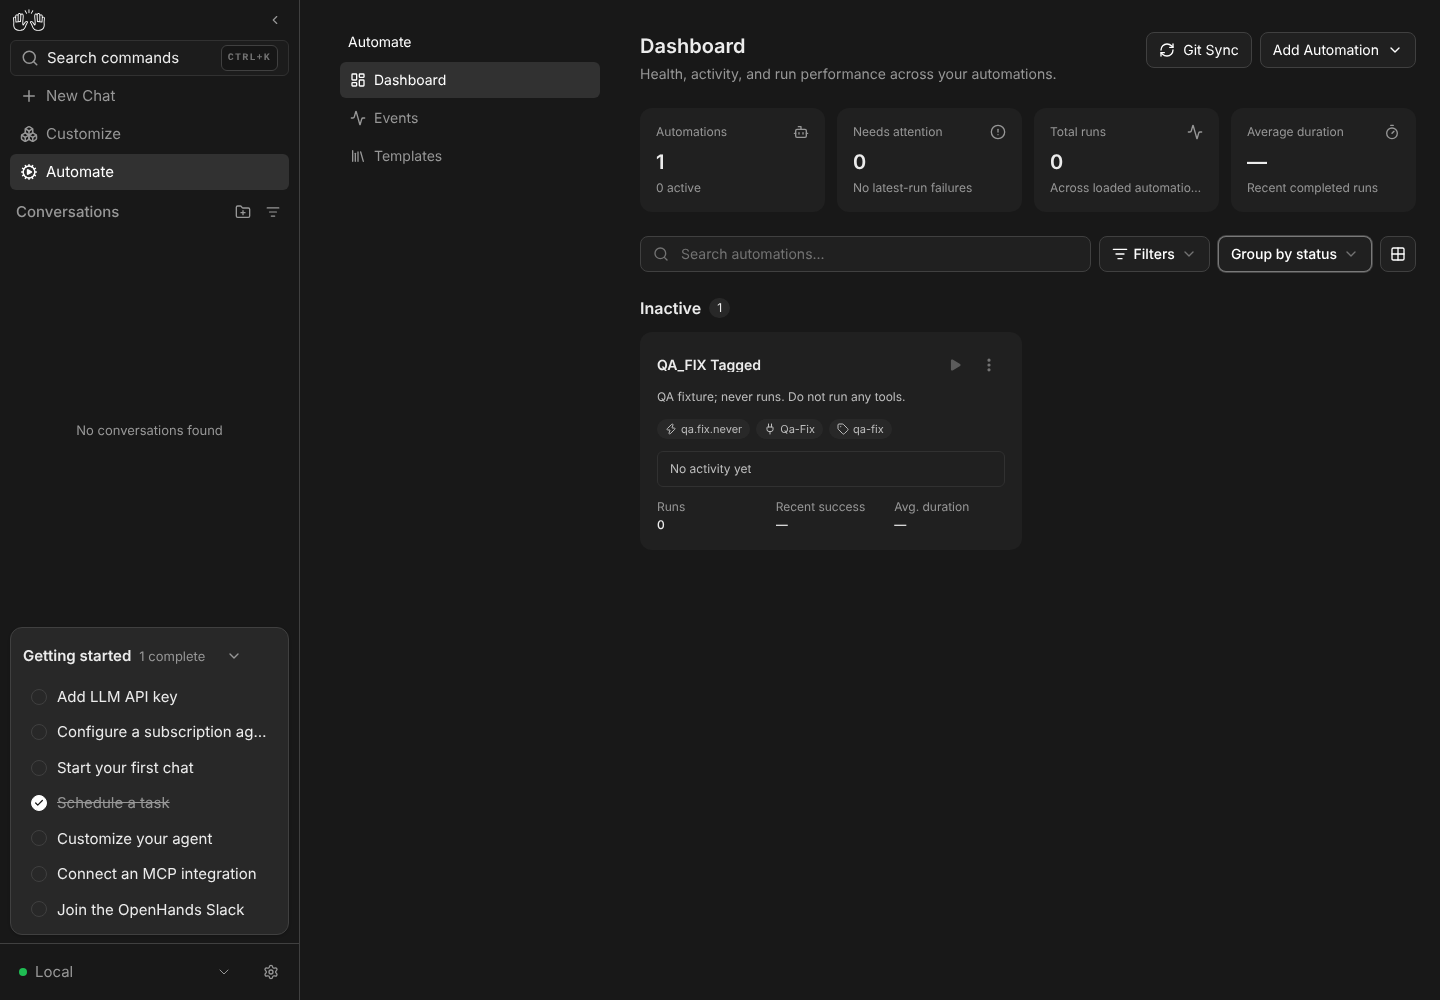 Search commands
CTRL+K
New Chat
Customize
Automate
Conversations
No conversations found
Getting started 1 complete
Add LLM API key
Configure a subscription ag...
Start your first chat
Schedule a task
Customize your agent
Connect an MCP integration
Join the OpenHands Slack
Local
Automate
Dashboard
Events
Templates
Dashboard
Health, activity, and run performance across your automations.
Git Sync
Add Automation
Automations
1
0 active
Needs attention
0
No latest-run failures
Total runs
0
Across loaded automatio...
Average duration
—
Recent completed runs
Search automations...
Filters
Group by status
Inactive 1
QA_FIX Tagged
QA fixture; never runs. Do not run any tools.
qa.fix.never Qa-Fix qa-fix
No activity yet
Runs Recent success Avg. duration
0 — —